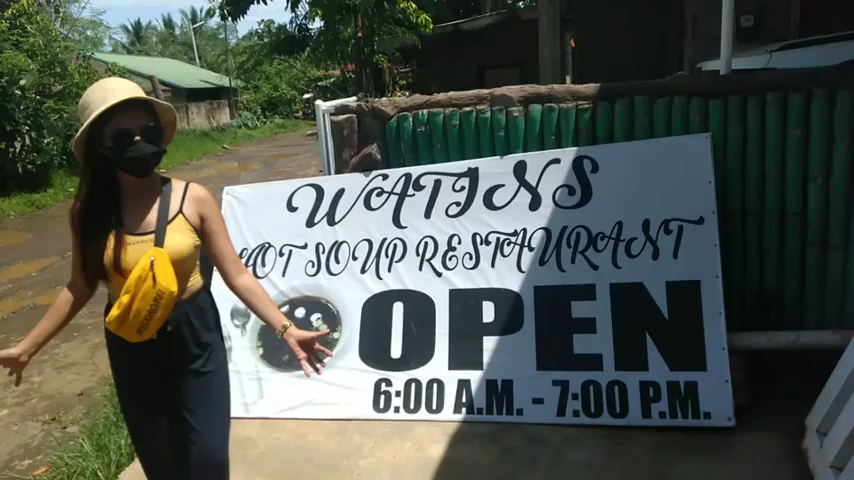 WATINS
HOT SOUP RESTAURANT
OPEN
6:00 A.M. - 7:00 P.M.